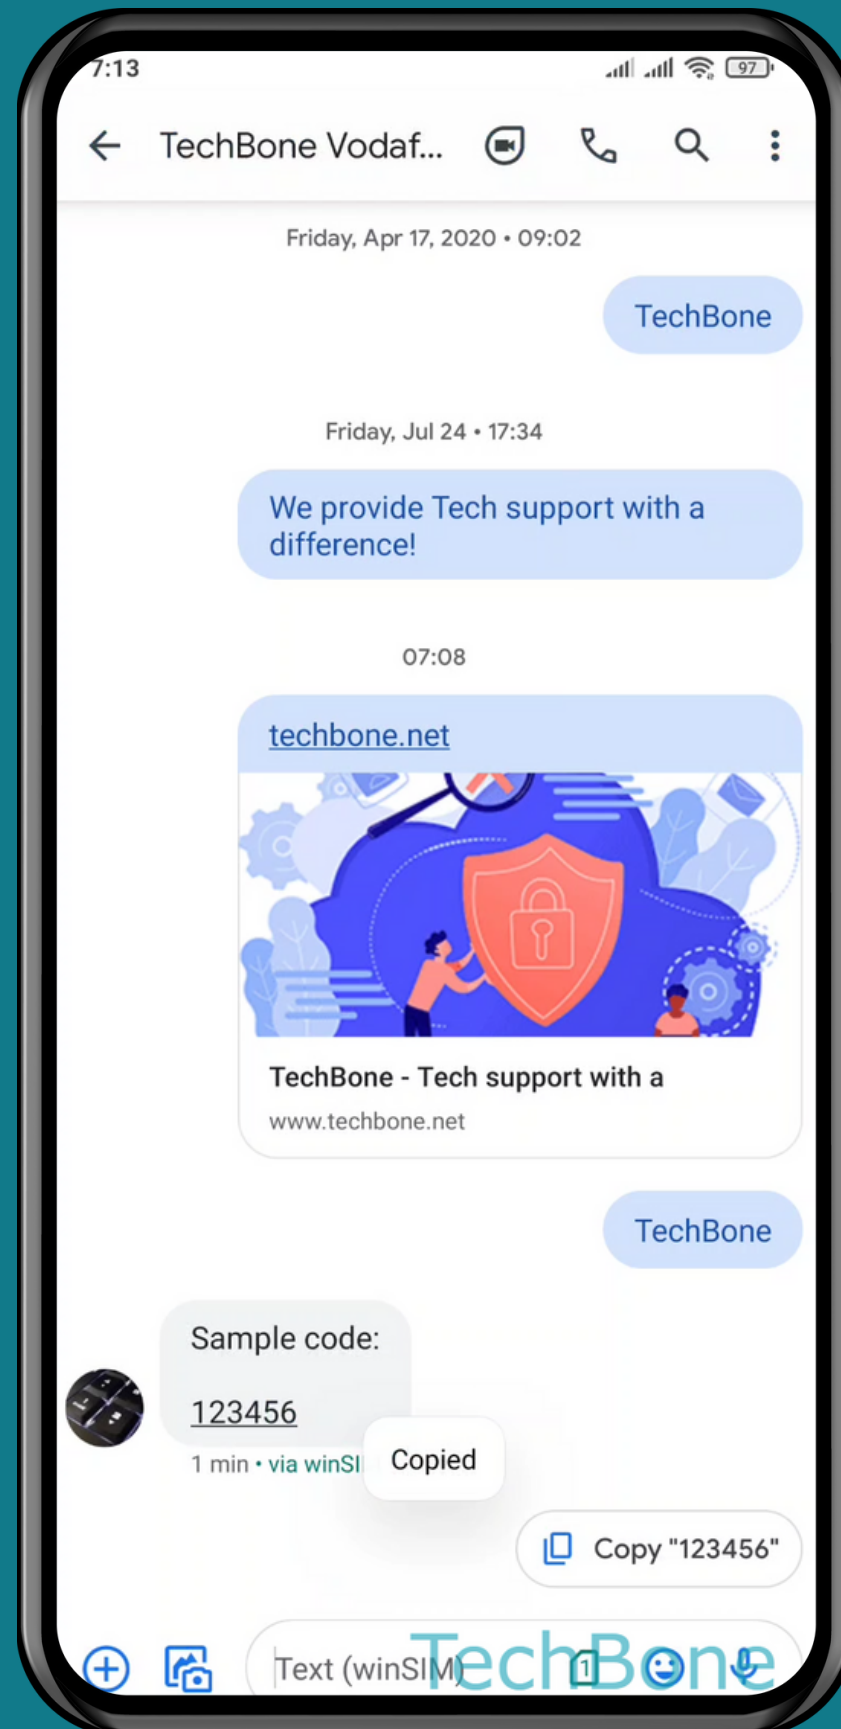 7:13
97
TechBone Vodaf...
Friday, Apr 17, 2020 • 09:02
TechBone
Friday, Jul 24 • 17:34
We provide Tech support with a
difference!
07:08
techbone.net
TechBone - Tech support with a
www.techbone.net
TechBone
Sample code:
123456
1 min • via winSI
Copied
Copy "123456"
Text (winSIM)
1
TechBone